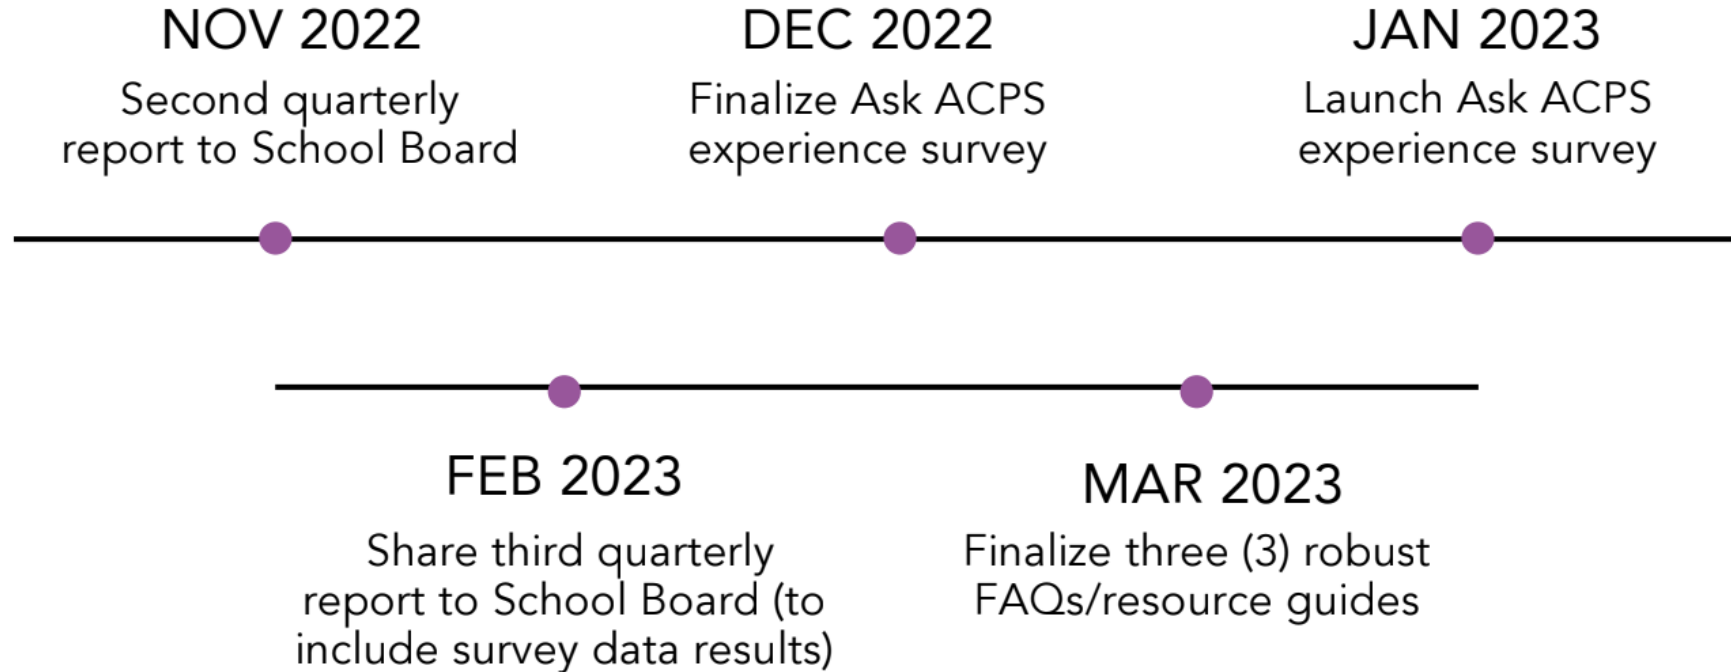 NOV 2022
Second quarterly
report to School Board
DEC 2022
Finalize Ask ACPS
experience survey
JAN 2023
Launch Ask ACPS
experience survey
FEB 2023
Share third quarterly
report to School Board (to
include survey data results)
MAR 2023
Finalize three (3) robust
FAQs/resource guides